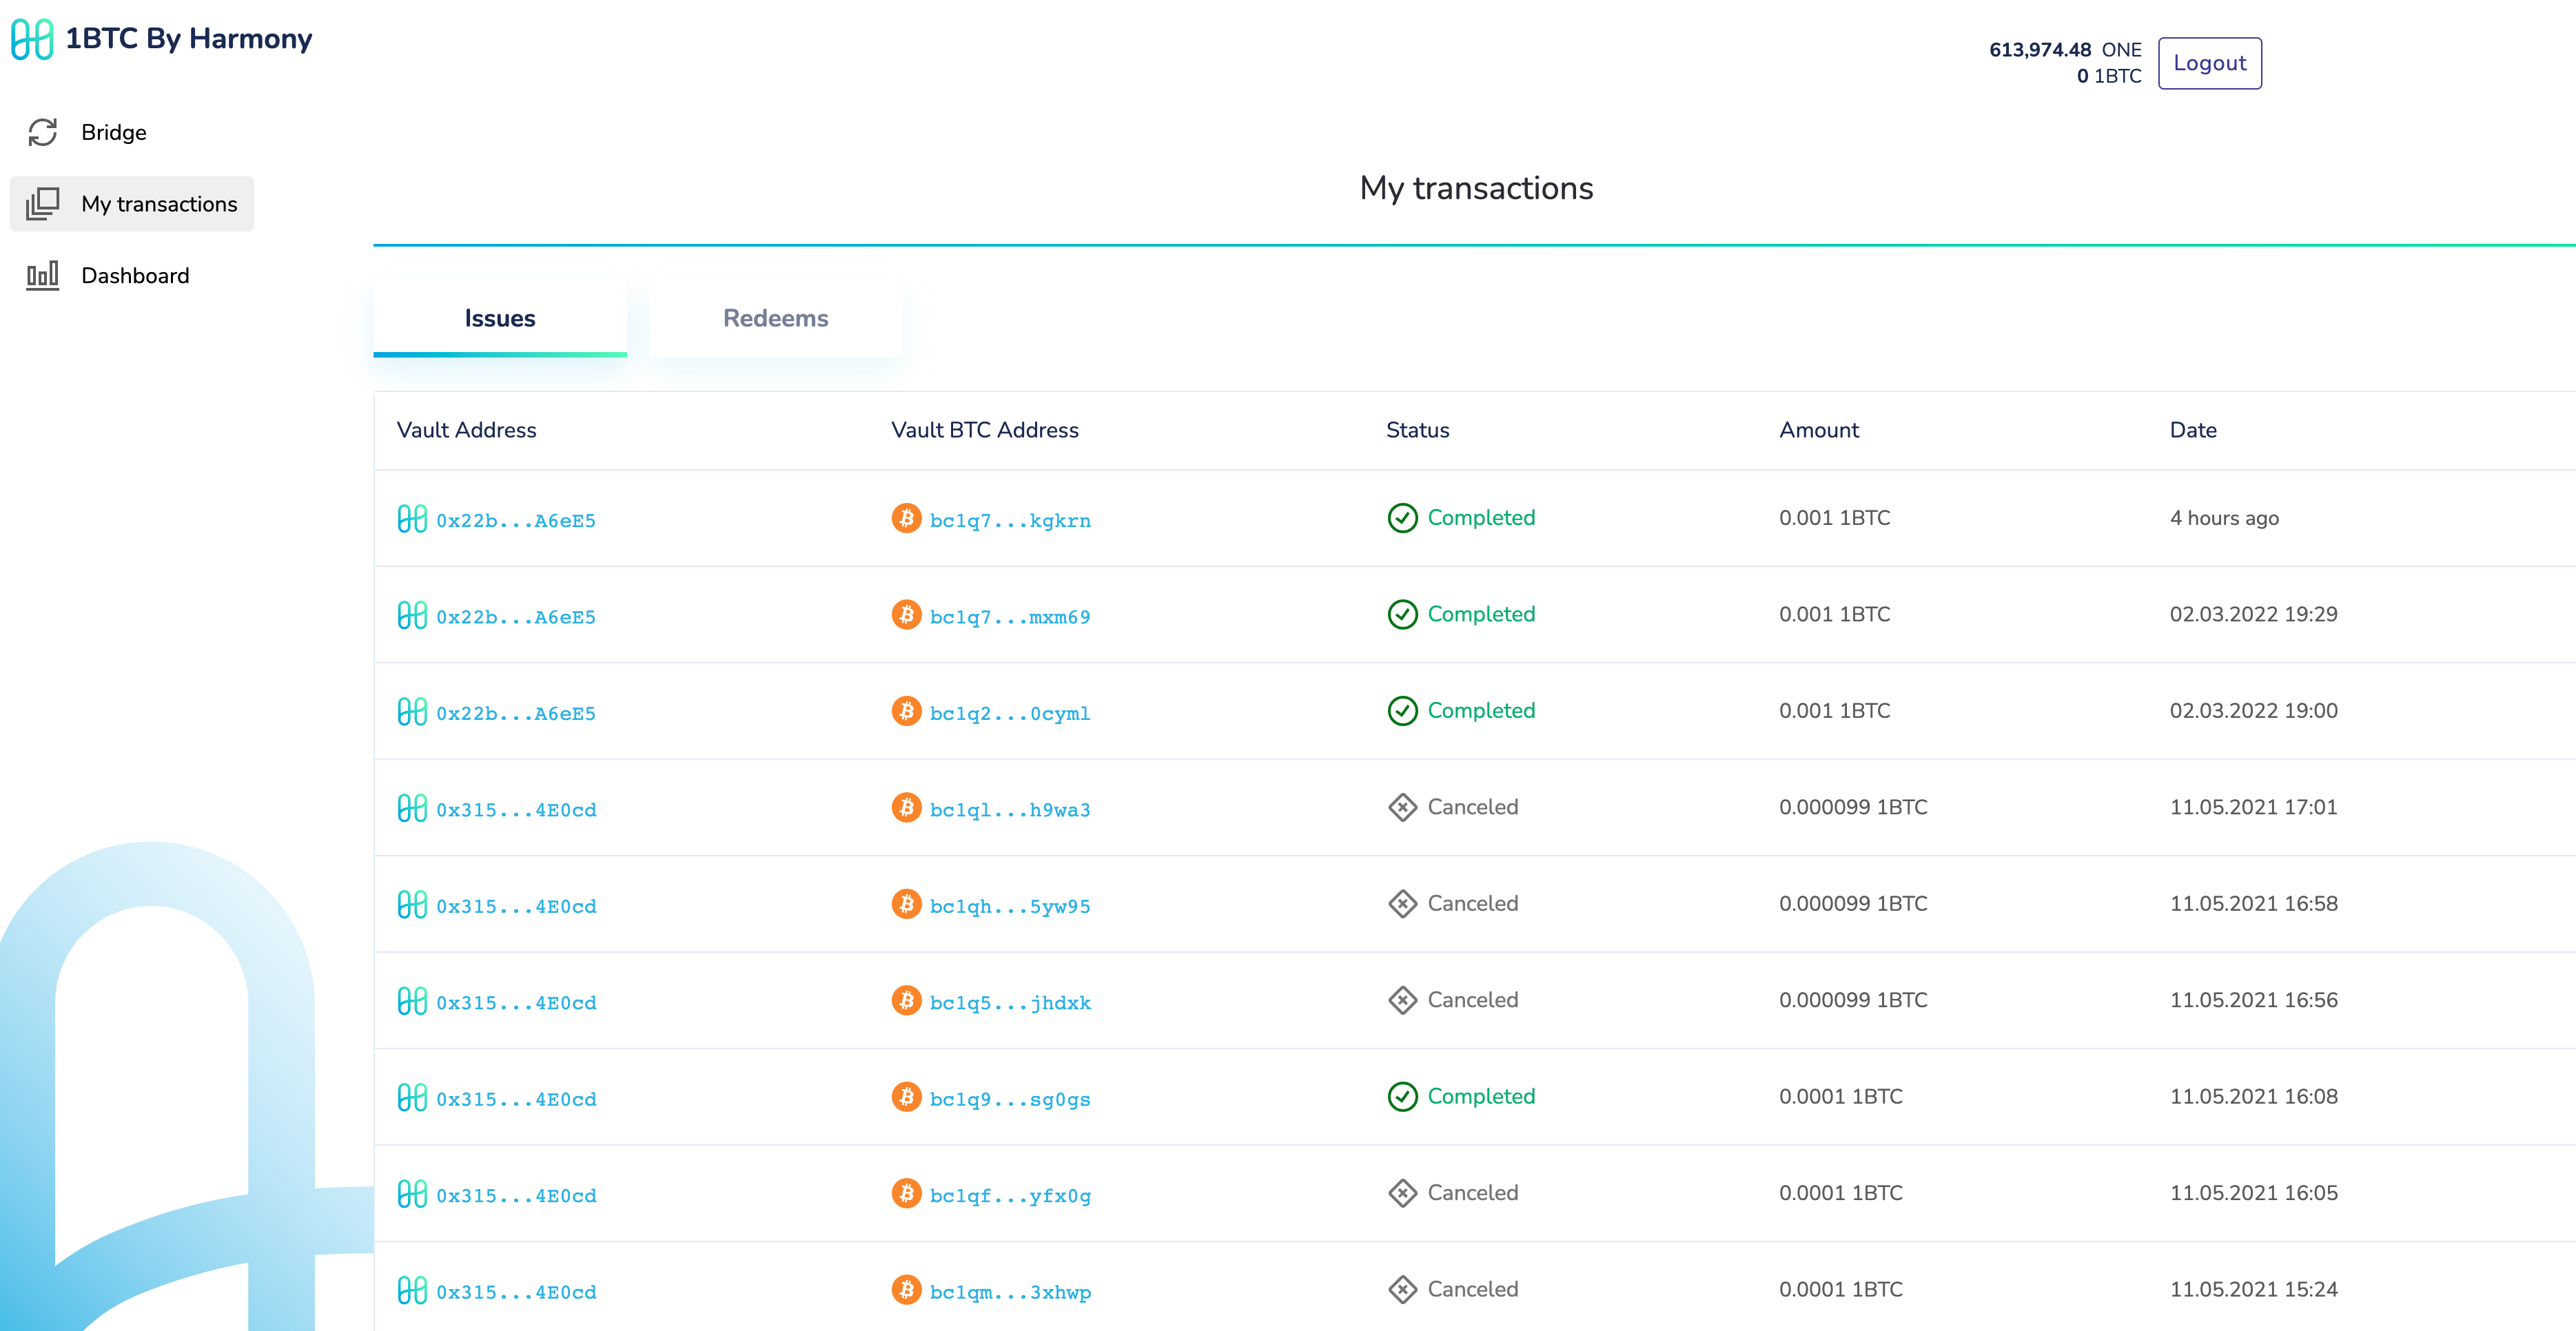 1BTC By Harmony
613,974.48 ONE
0 1BTC
Logout
Bridge
My transactions
Dashboard
My transactions
Issues Redeems
Vault Address Vault BTC Address Status Amount Date
0x22b...A6eE5 bc1q7...kgkrn Completed 0.001 1BTC 4 hours ago
0x22b...A6eE5 bc1q7...mxm69 Completed 0.001 1BTC 02.03.2022 19:29
0x22b...A6eE5 bc1q2...0cyml Completed 0.001 1BTC 02.03.2022 19:00
0x315...4E0cd bc1ql...h9wa3 Canceled 0.000099 1BTC 11.05.2021 17:01
0x315...4E0cd bc1qh...5yw95 Canceled 0.000099 1BTC 11.05.2021 16:58
0x315...4E0cd bc1q5...jhdxk Canceled 0.000099 1BTC 11.05.2021 16:56
0x315...4E0cd bc1q9...sg0gs Completed 0.0001 1BTC 11.05.2021 16:08
0x315...4E0cd bc1qf...yfx0g Canceled 0.0001 1BTC 11.05.2021 16:05
0x315...4E0cd bc1qm...3xhwp Canceled 0.0001 1BTC 11.05.2021 15:24